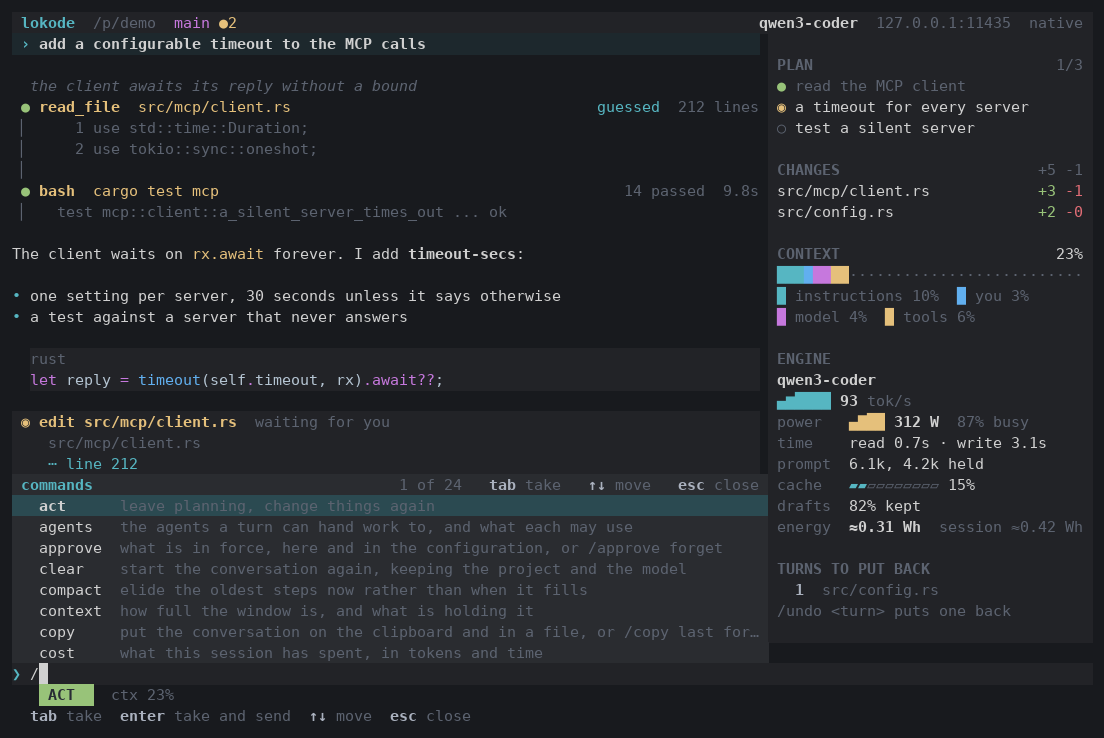 lokode /p/demo main ●2 qwen3-coder 127.0.0.1:11435 native
› add a configurable timeout to the MCP calls
the client awaits its reply without a bound
● read_file src/mcp/client.rs guessed 212 lines
│ 1 use std::time::Duration;
│ 2 use tokio::sync::oneshot;
│
● bash cargo test mcp 14 passed 9.8s
│ test mcp::client::a_silent_server_times_out ... ok
The client waits on rx.await forever. I add timeout-secs:
• one setting per server, 30 seconds unless it says otherwise
• a test against a server that never answers
rust
let reply = timeout(self.timeout, rx).await??;
◉ edit src/mcp/client.rs waiting for you
src/mcp/client.rs
┄ line 212
commands 1 of 24 tab take ↑↓ move esc close
act leave planning, change things again
agents the agents a turn can hand work to, and what each may use
approve what is in force, here and in the configuration, or /approve forget
clear start the conversation again, keeping the project and the model
compact elide the oldest steps now rather than when it fills
context how full the window is, and what is holding it
copy put the conversation on the clipboard and in a file, or /copy last for…
cost what this session has spent, in tokens and time
❯ /
ACT ctx 23%
tab take enter take and send ↑↓ move esc close
PLAN 1/3
● read the MCP client
◉ a timeout for every server
○ test a silent server
CHANGES +5 -1
src/mcp/client.rs +3 -1
src/config.rs +2 -0
CONTEXT 23%
instructions 10% you 3%
model 4% tools 6%
ENGINE
qwen3-coder
93 tok/s
power 312 W 87% busy
time read 0.7s · write 3.1s
prompt 6.1k, 4.2k held
cache ▰▰▱▱▱▱▱▱▱▱ 15%
drafts 82% kept
energy ≈0.31 Wh session ≈0.42 Wh
TURNS TO PUT BACK
1 src/config.rs
/undo <turn> puts one back